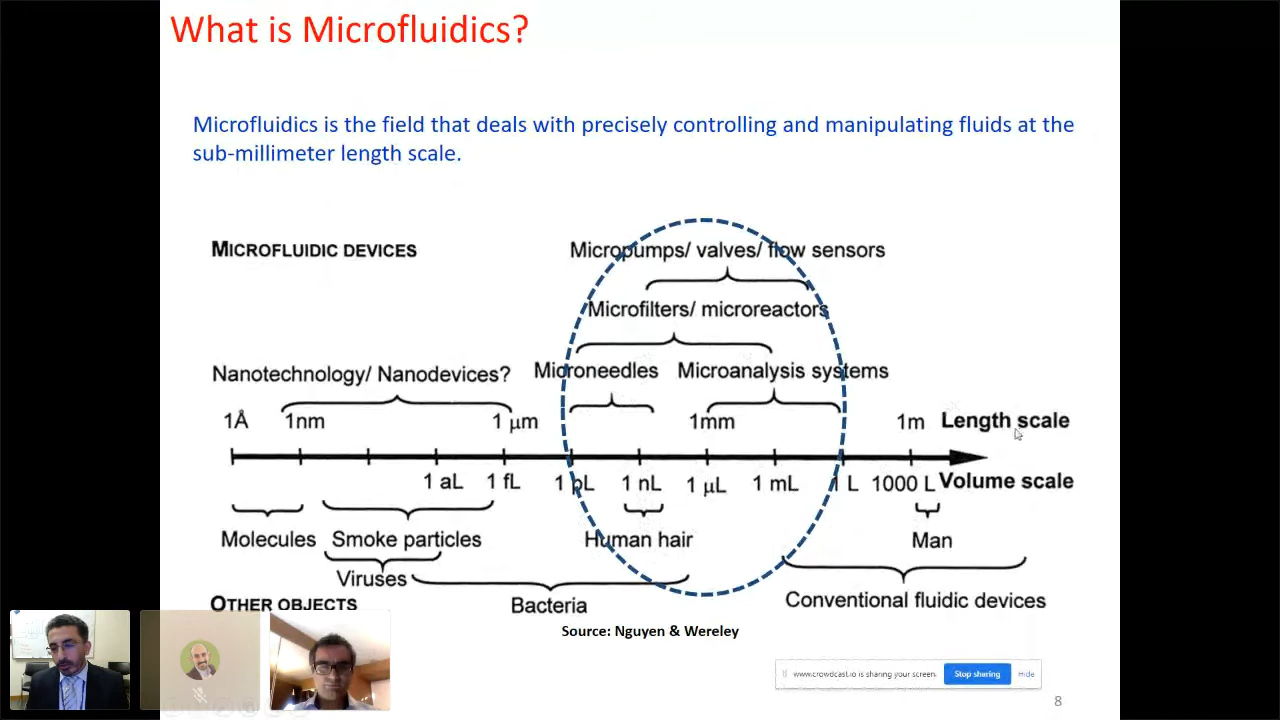 What is Microfluidics?
Microfluidics is the field that deals with precisely controlling and manipulating fluids at the
sub-millimeter length scale.
MICROFLUIDIC DEVICES
Micropumps/ valves/ flow sensors
Microfilters/ microreactors
Nanotechnology/ Nanodevices?
Microneedles
Microanalysis systems
1Å 1nm 1 μm 1mm 1m Length scale
1 aL 1 fL 1 pL 1 nL 1 μL 1 mL 1 L 1000 L Volume scale
Molecules Smoke particles Human hair Man
Viruses
Bacteria
Conventional fluidic devices
OTHER OBJECTS
Source: Nguyen & Wereley
www.crowdcast.io is sharing your screen.
Stop sharing
Hide
8